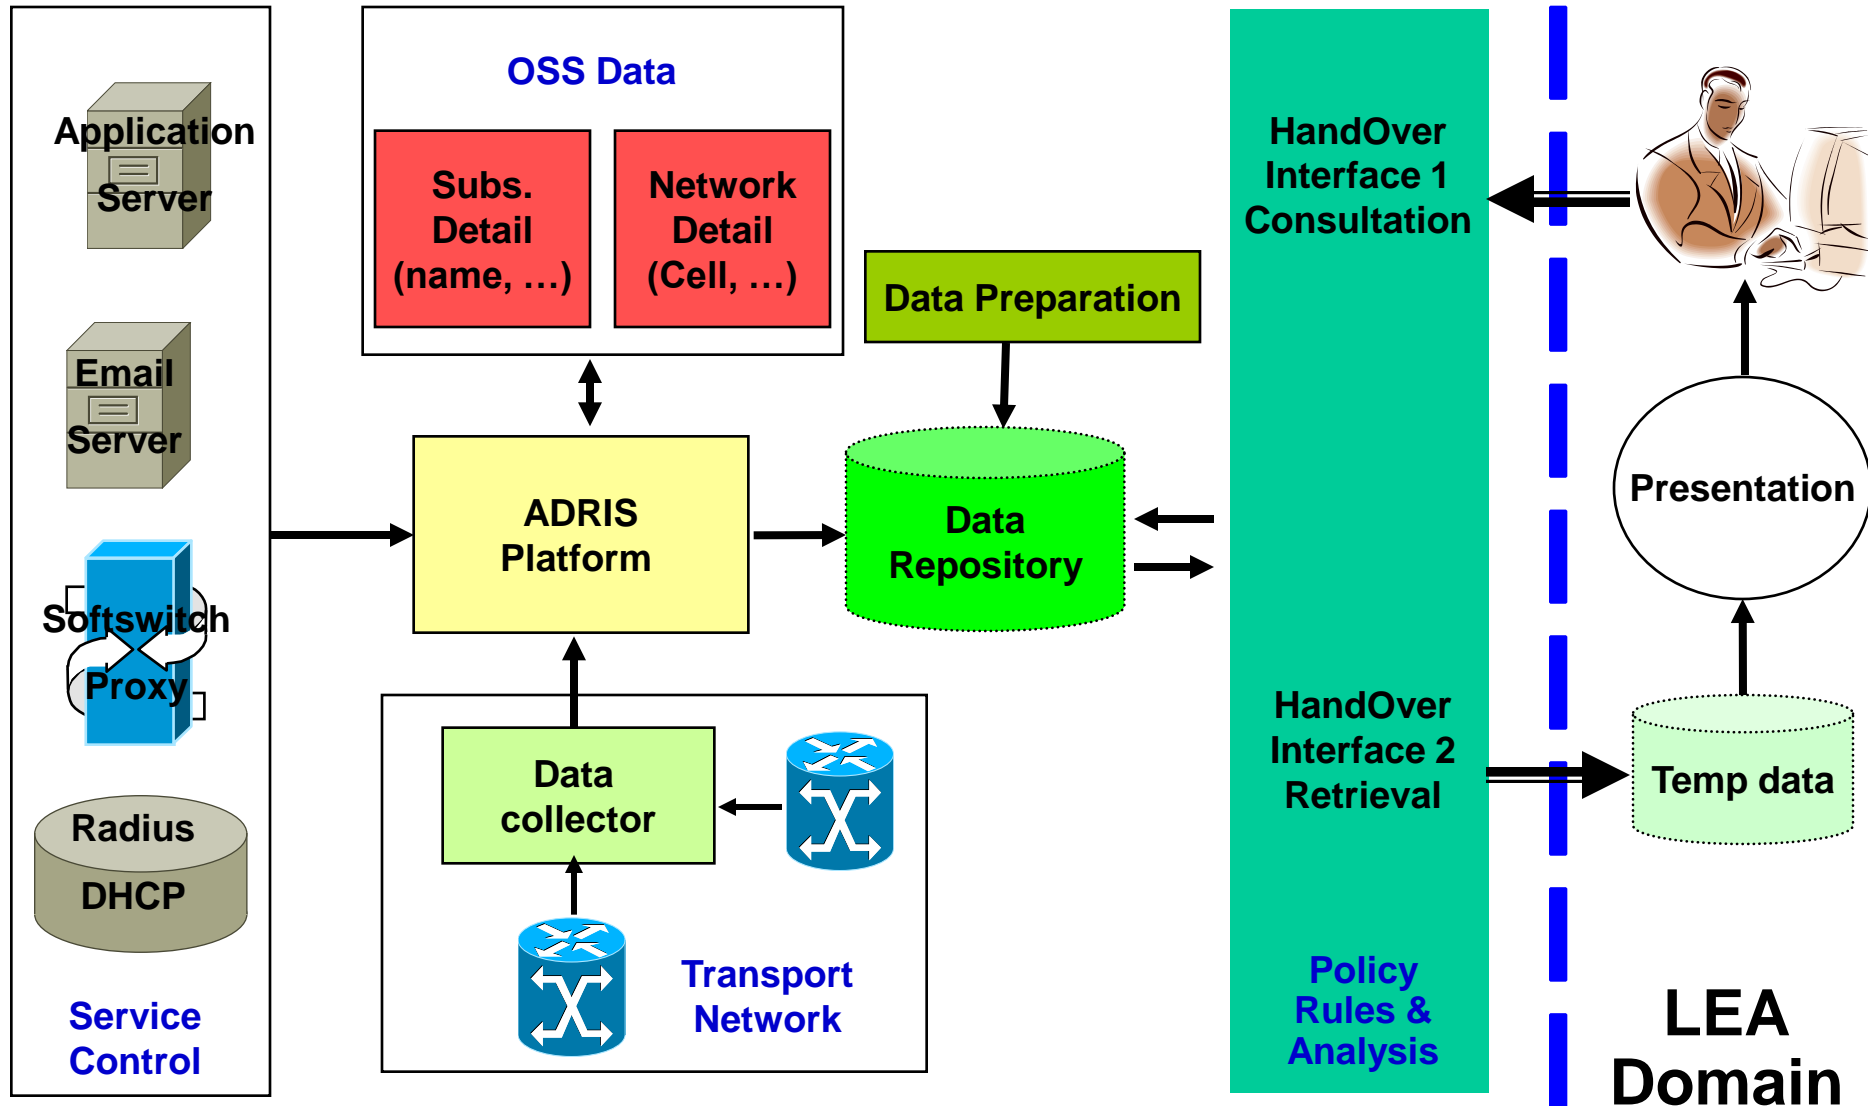 Application
Server
Email
Server
Softswitch
Proxy
Radius
DHCP
Service
Control
OSS Data
Subs.
Detail
(name, …)
Network
Detail
(Cell, …)
Data Preparation
ADRIS
Platform
Data
Repository
Data
collector
Transport
Network
HandOver
Interface 1
Consultation
HandOver
Interface 2
Retrieval
Policy
Rules &
Analysis
Presentation
Temp data
LEA
Domain